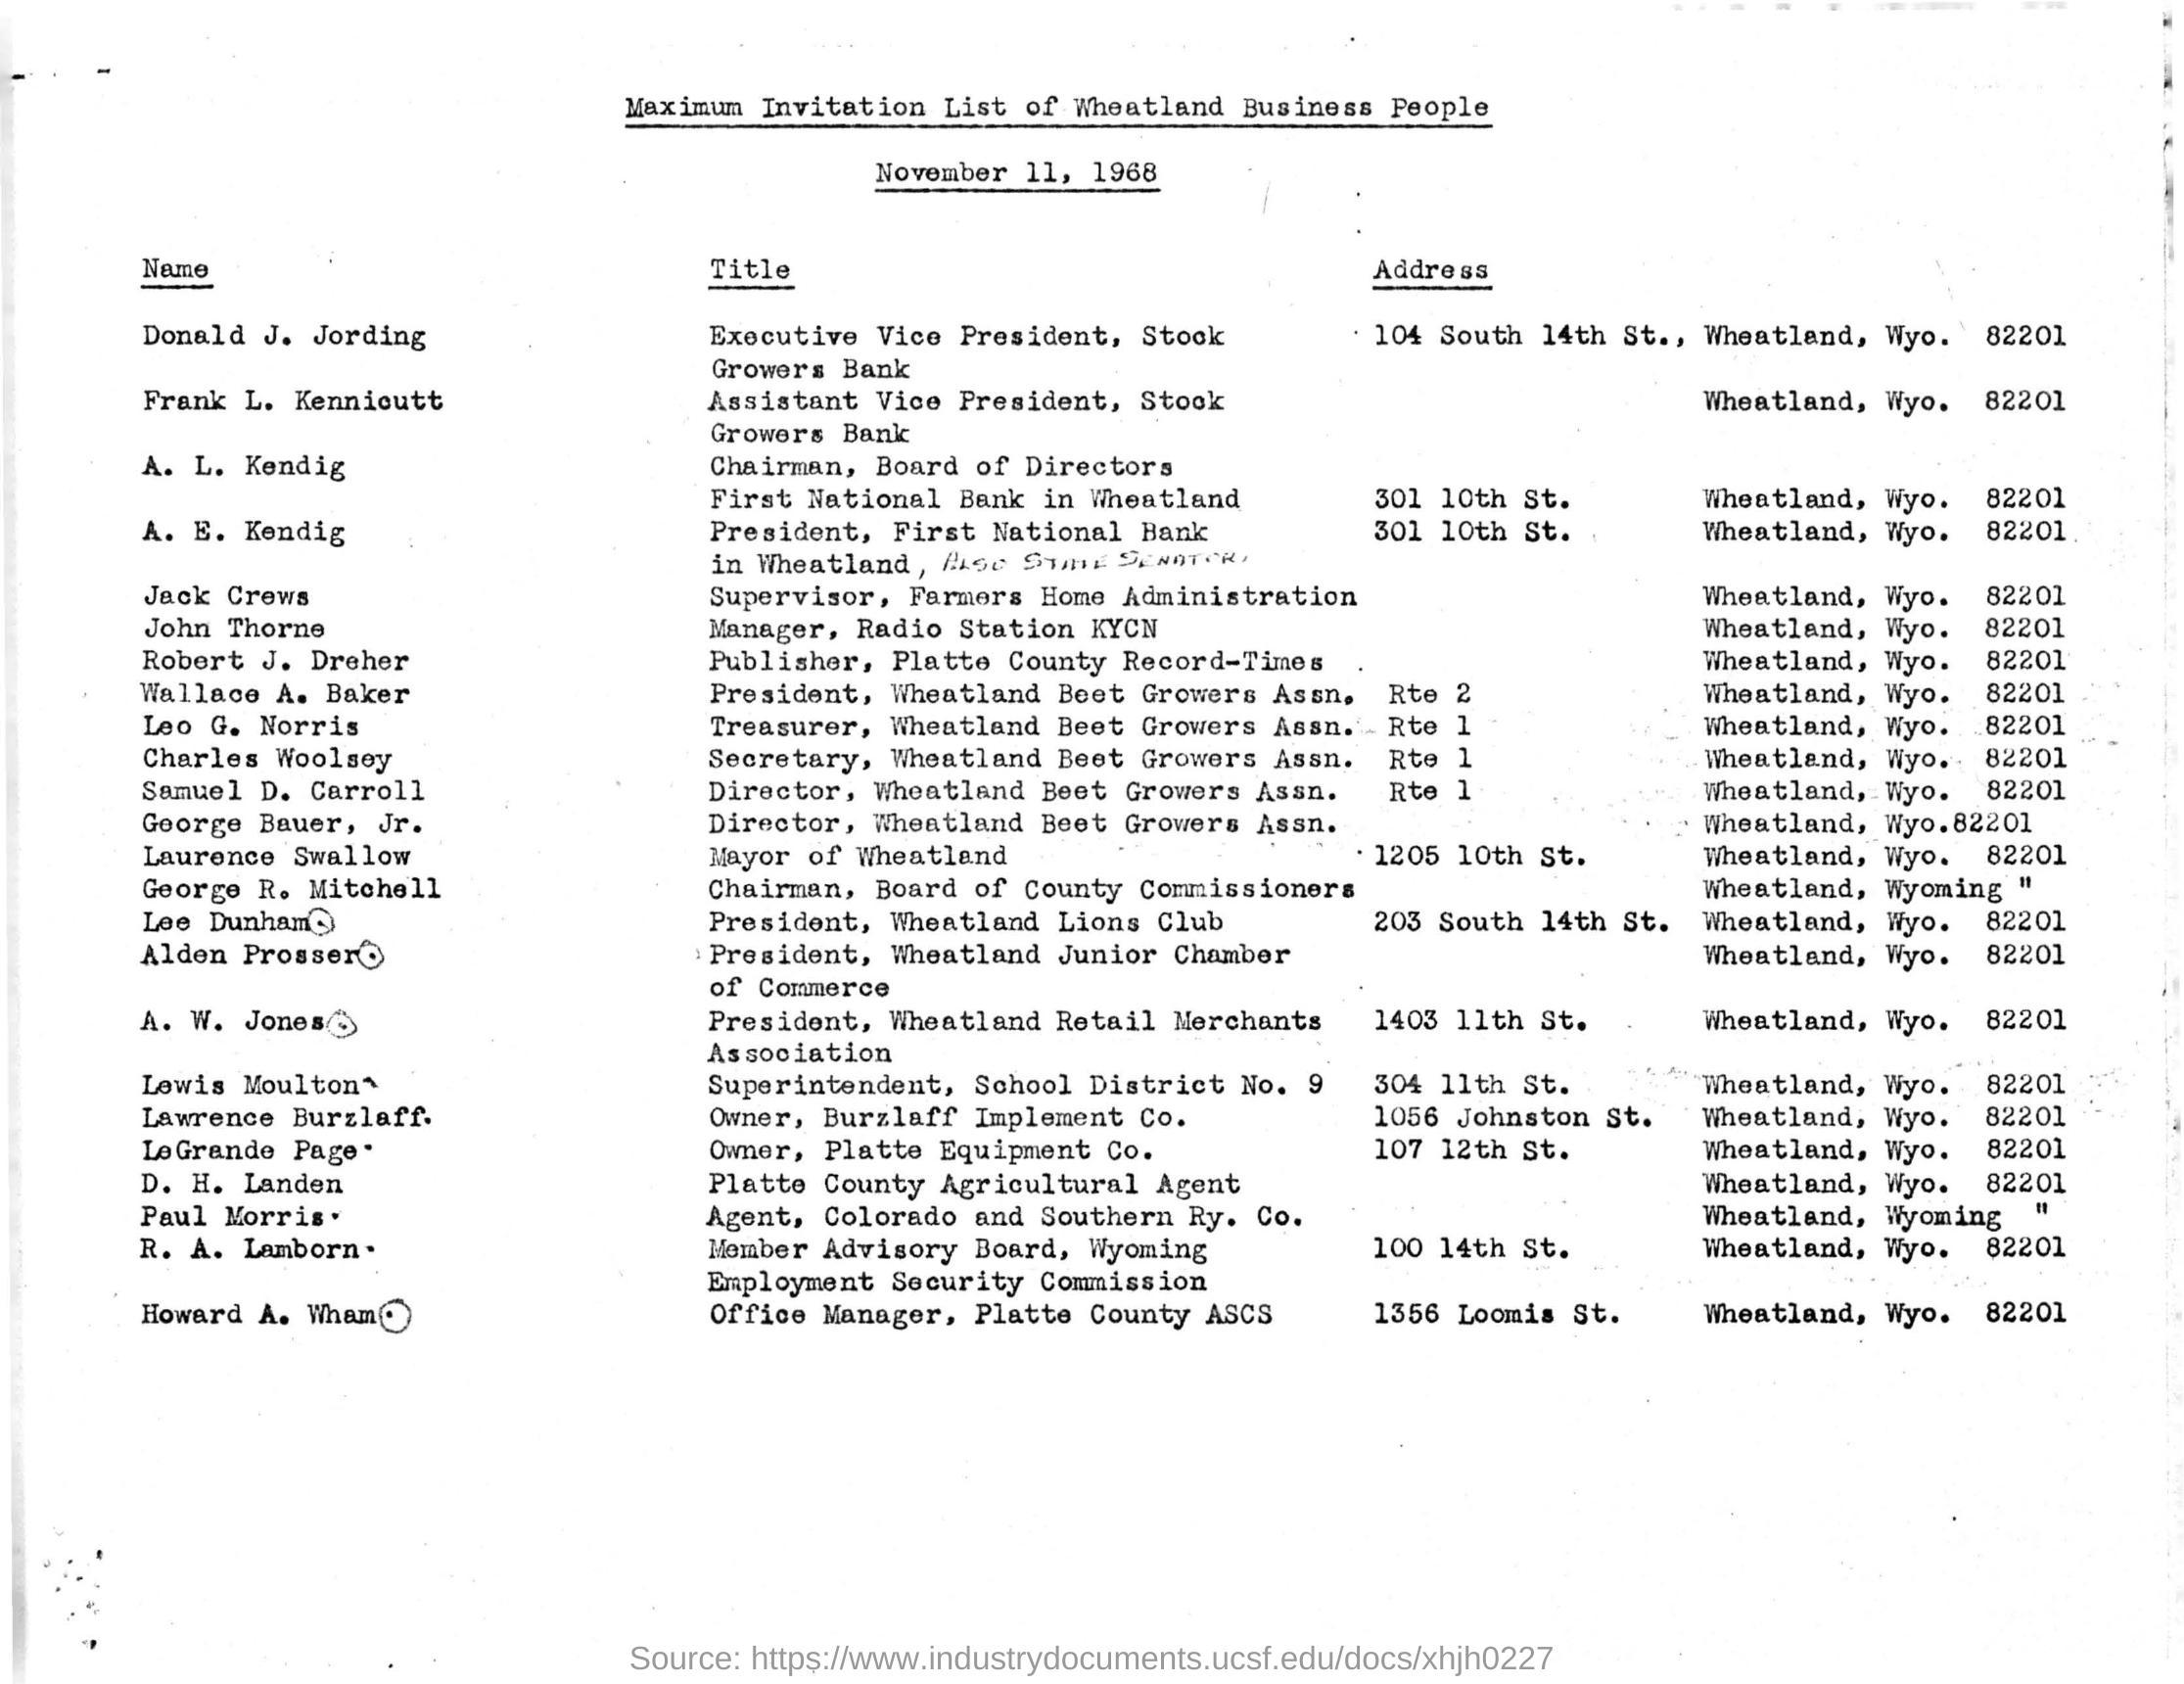 Maximum Invitation List of Wheatland Business People
November 11, 1968
Name Title Address
Donald J. Jording Executive Vice President, Stock 104 South 14th St., Wheatland, Wyo. 82201
Growers Bank
Frank L. Kennicutt Assistant Vice President, Stock Wheatland, Wyo. 82201
Growers Bank
A. L. Kendig Chairman, Board of Directors
First National Bank in Wheatland 301 10th St. Wheatland, Wyo. 82201
A. E. Kendig President, First National Bank 301 10th St. Wheatland, Wyo. 82201
in Wheatland, ALSO STATE SENATOR,
Jack Crews Supervisor, Farmers Home Administration Wheatland, Wyo. 82201
John Thorne Manager, Radio Station KYCN Wheatland, Wyo. 82201
Robert J. Dreher Publisher, Platte County Record-Times Wheatland, Wyo. 82201
Wallace A. Baker President, Wheatland Beet Growers Assn. Rte 2 Wheatland, Wyo. 82201
Leo G. Norris Treasurer, Wheatland Beet Growers Assn. Rte 1 Wheatland, Wyo. 82201
Charles Woolsey Secretary, Wheatland Beet Growers Assn. Rte 1 Wheatland, Wyo. 82201
Samuel D. Carroll Director, Wheatland Beet Growers Assn. Rte 1 Wheatland, Wyo. 82201
George Bauer, Jr. Director, Wheatland Beet Growers Assn. Wheatland, Wyo.82201
Laurence Swallow Mayor of Wheatland 1205 10th St. Wheatland, Wyo. 82201
George R. Mitchell Chairman, Board of County Commissioners Wheatland, Wyoming "
Lee Dunham President, Wheatland Lions Club 203 South 14th St. Wheatland, Wyo. 82201
Alden Prosser President, Wheatland Junior Chamber Wheatland, Wyo. 82201
of Commerce
A. W. Jones President, Wheatland Retail Merchants 1403 11th St. Wheatland, Wyo. 82201
Association
Lewis Moulton Superintendent, School District No. 9 304 11th St. Wheatland, Wyo. 82201
Lawrence Burzlaff. Owner, Burzlaff Implement Co. 1056 Johnston St. Wheatland, Wyo. 82201
LeGrande Page Owner, Platte Equipment Co. 107 12th St. Wheatland, Wyo. 82201
D. H. Landen Platte County Agricultural Agent Wheatland, Wyo. 82201
Paul Morris Agent, Colorado and Southern Ry. Co. Wheatland, Wyoming "
R. A. Lamborn Member Advisory Board, Wyoming 100 14th St. Wheatland, Wyo. 82201
Employment Security Commission
Howard A. Wham Office Manager, Platte County ASCS 1356 Loomis St. Wheatland, Wyo. 82201
Source: https://www.industrydocuments.ucsf.edu/docs/xhjh0227